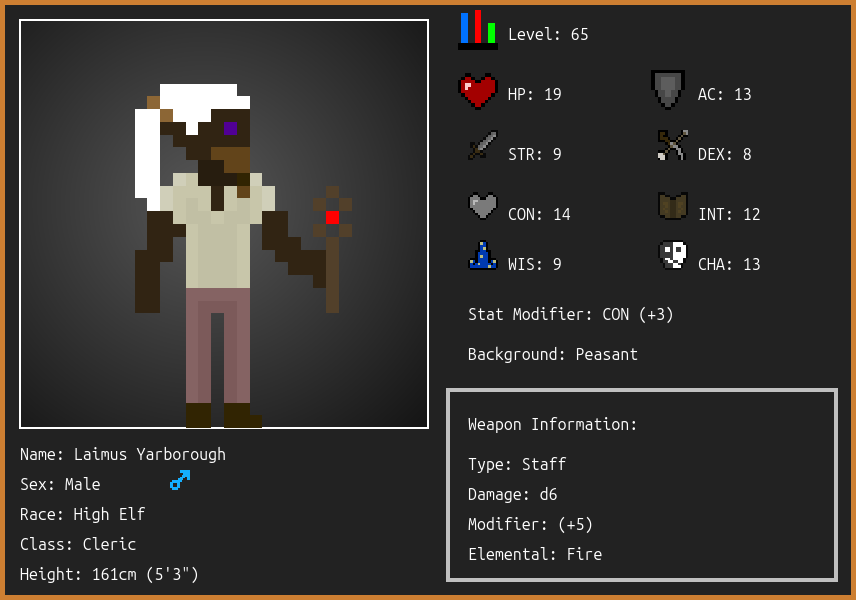 Level: 65
HP: 19
AC: 13
STR: 9
DEX: 8
CON: 14
INT: 12
WIS: 9
CHA: 13
Stat Modifier: CON (+3)
Background: Peasant
Weapon Information:
Type: Staff
Damage: d6
Modifier: (+5)
Elemental: Fire
Name: Laimus Yarborough
Sex: Male
Race: High Elf
Class: Cleric
Height: 161cm (5'3")